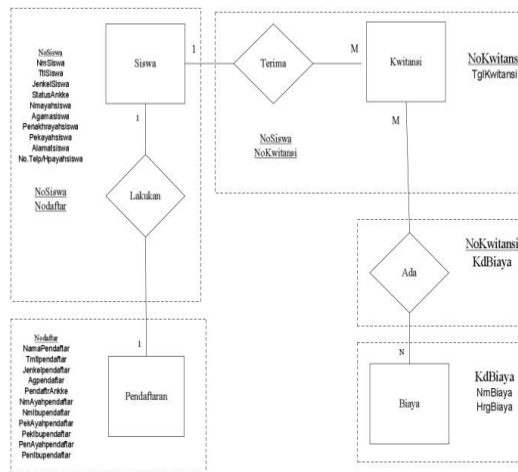 NoSiswa
NmSiswa
TtlSiswa
JenkelSiswa
StatusAnkke
Nmayahsiswa
Agamasiswa
Penakhrayahsiswa
Pekayahsiswa
Alamatsiswa
No.Telp/Hpayahsiswa
NoSiswa
Nodaftar
Siswa
1
1
Terima
M
Kwitansi
NoKwitansi
TglKwitansi
NoSiswa
NoKwitansi
M
Lakukan
1
Ada
NoKwitansi
KdBiaya
N
Nodaftar
NamaPendaftar
Tmtlpendaftar
Jenkelpendaftar
Agpendaftar
PendaftrAnkke
NmAyahpendaftar
NmIbupendaftar
PekAyahpendaftar
PekIbupendaftar
PenAyahpendaftar
PenIbupendaftar
Pendaftaran
Biaya
KdBiaya
NmBiaya
HrgBiaya